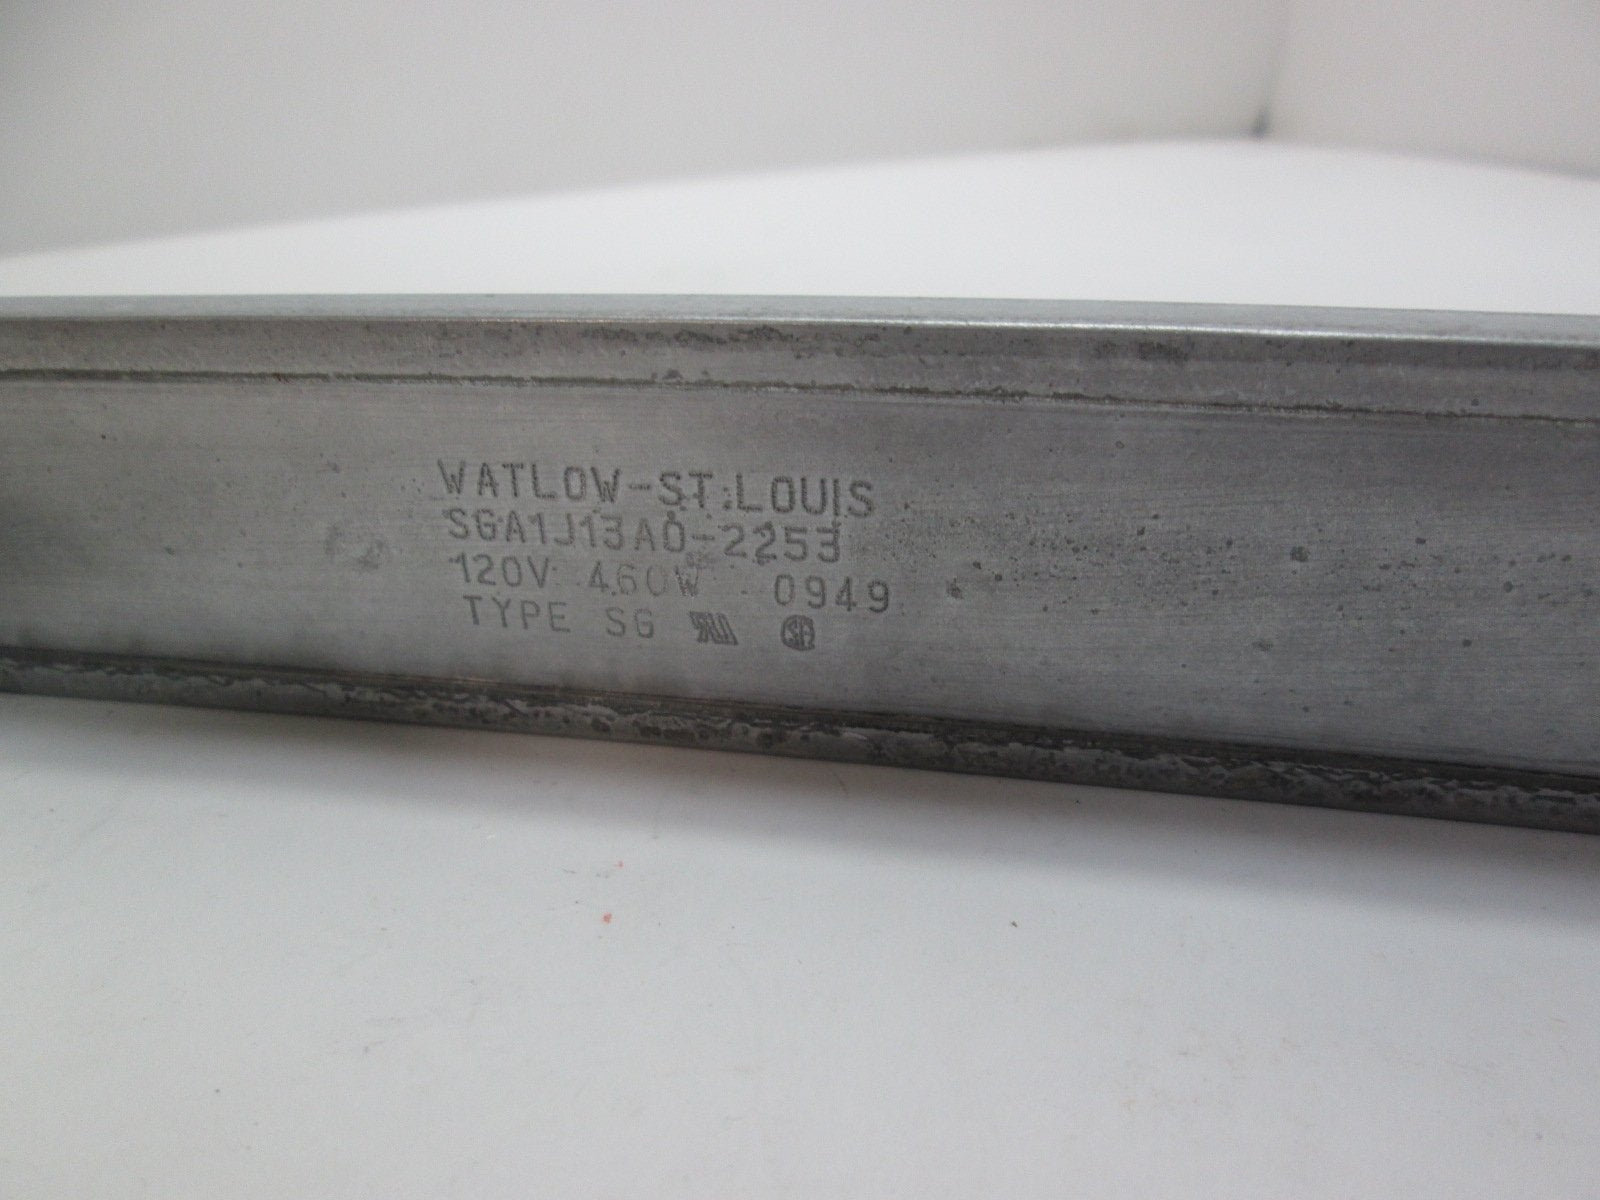 WATLOW-ST.LOUIS
SGA1J13A0-2253
120V 460W 0949
TYPE SG